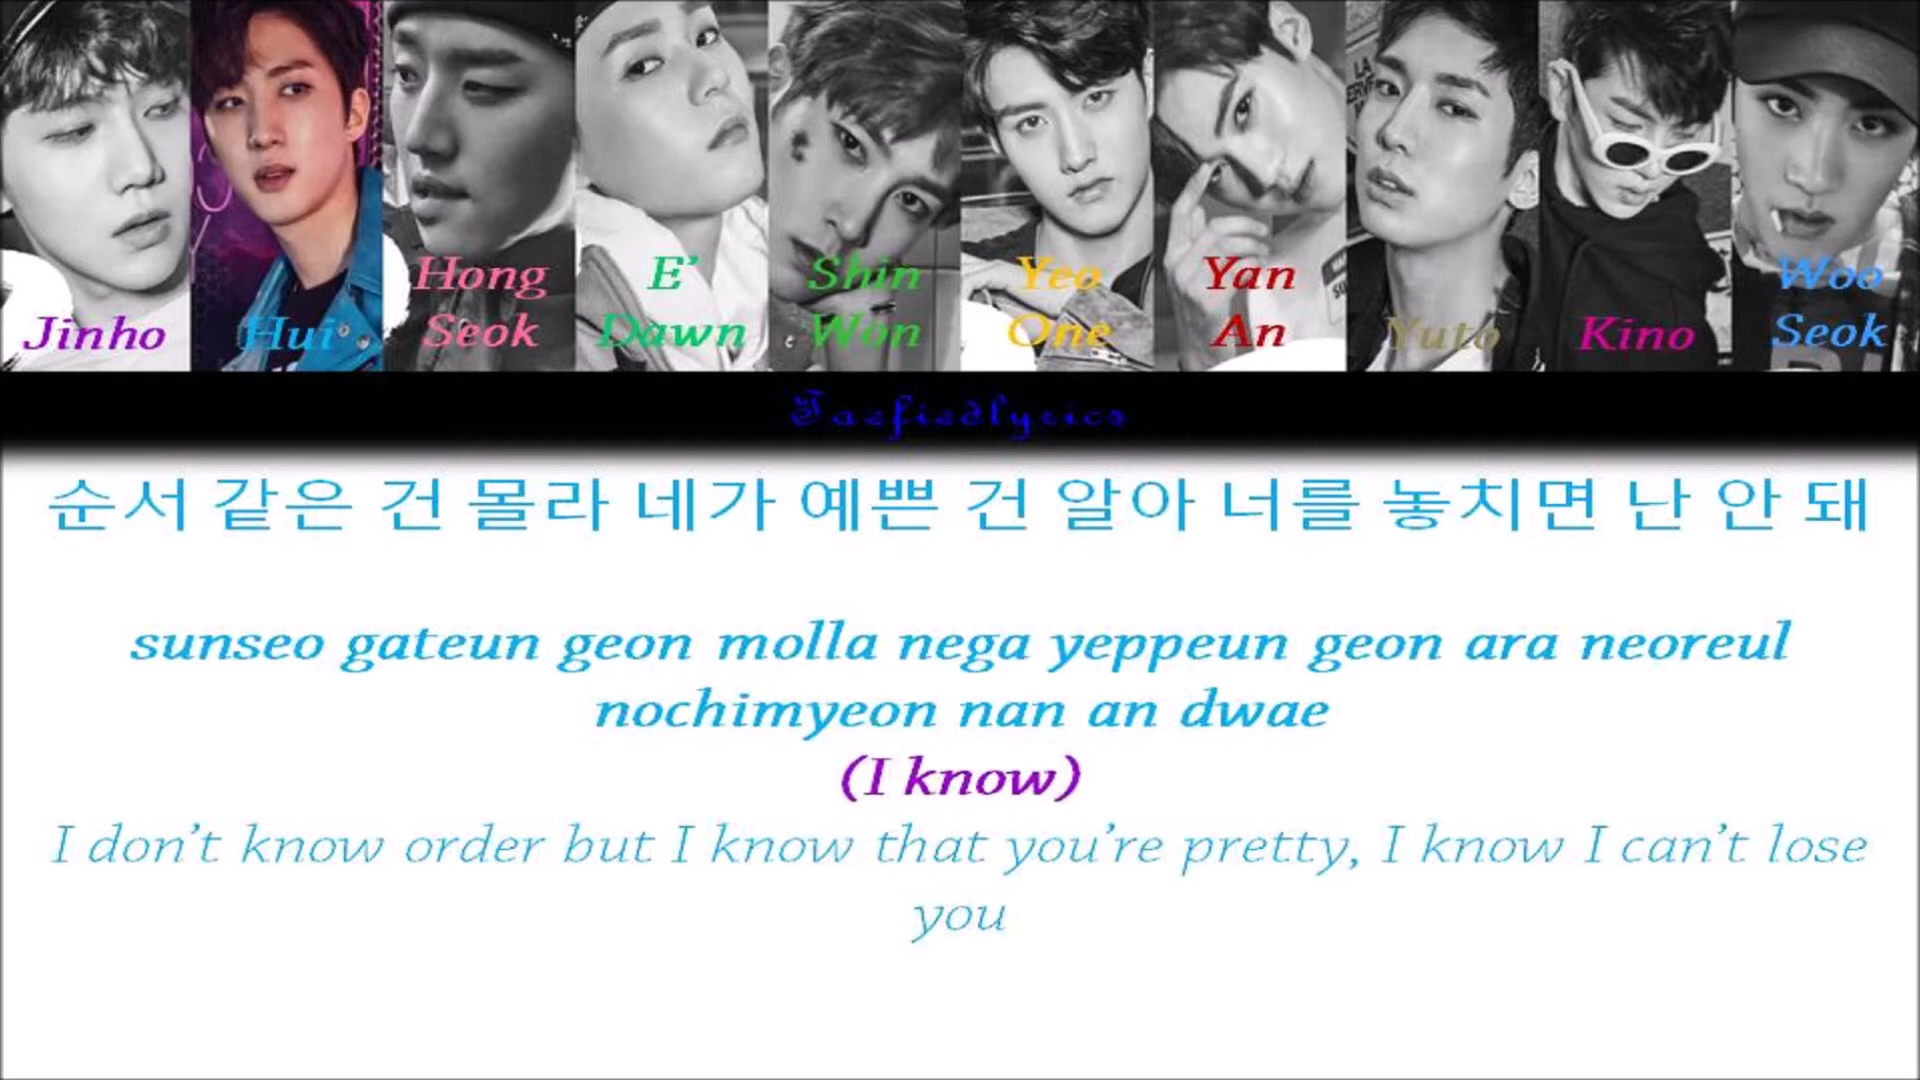 Jinho
Hui
Hong
Seok
E'
Dawn
Shin
Won
Yeo
One
Yan
An
Yuto
Kino
Woo
Seok
Taefiedlyrics
순서 같은 건 몰라 네가 예쁜 건 알아 너를 놓치면 난 안 돼
sunseo gateun geon molla nega yeppeun geon ara neoreul
nochimyeon nan an dwae
(I know)
I don't know order but I know that you're pretty, I know I can't lose
you